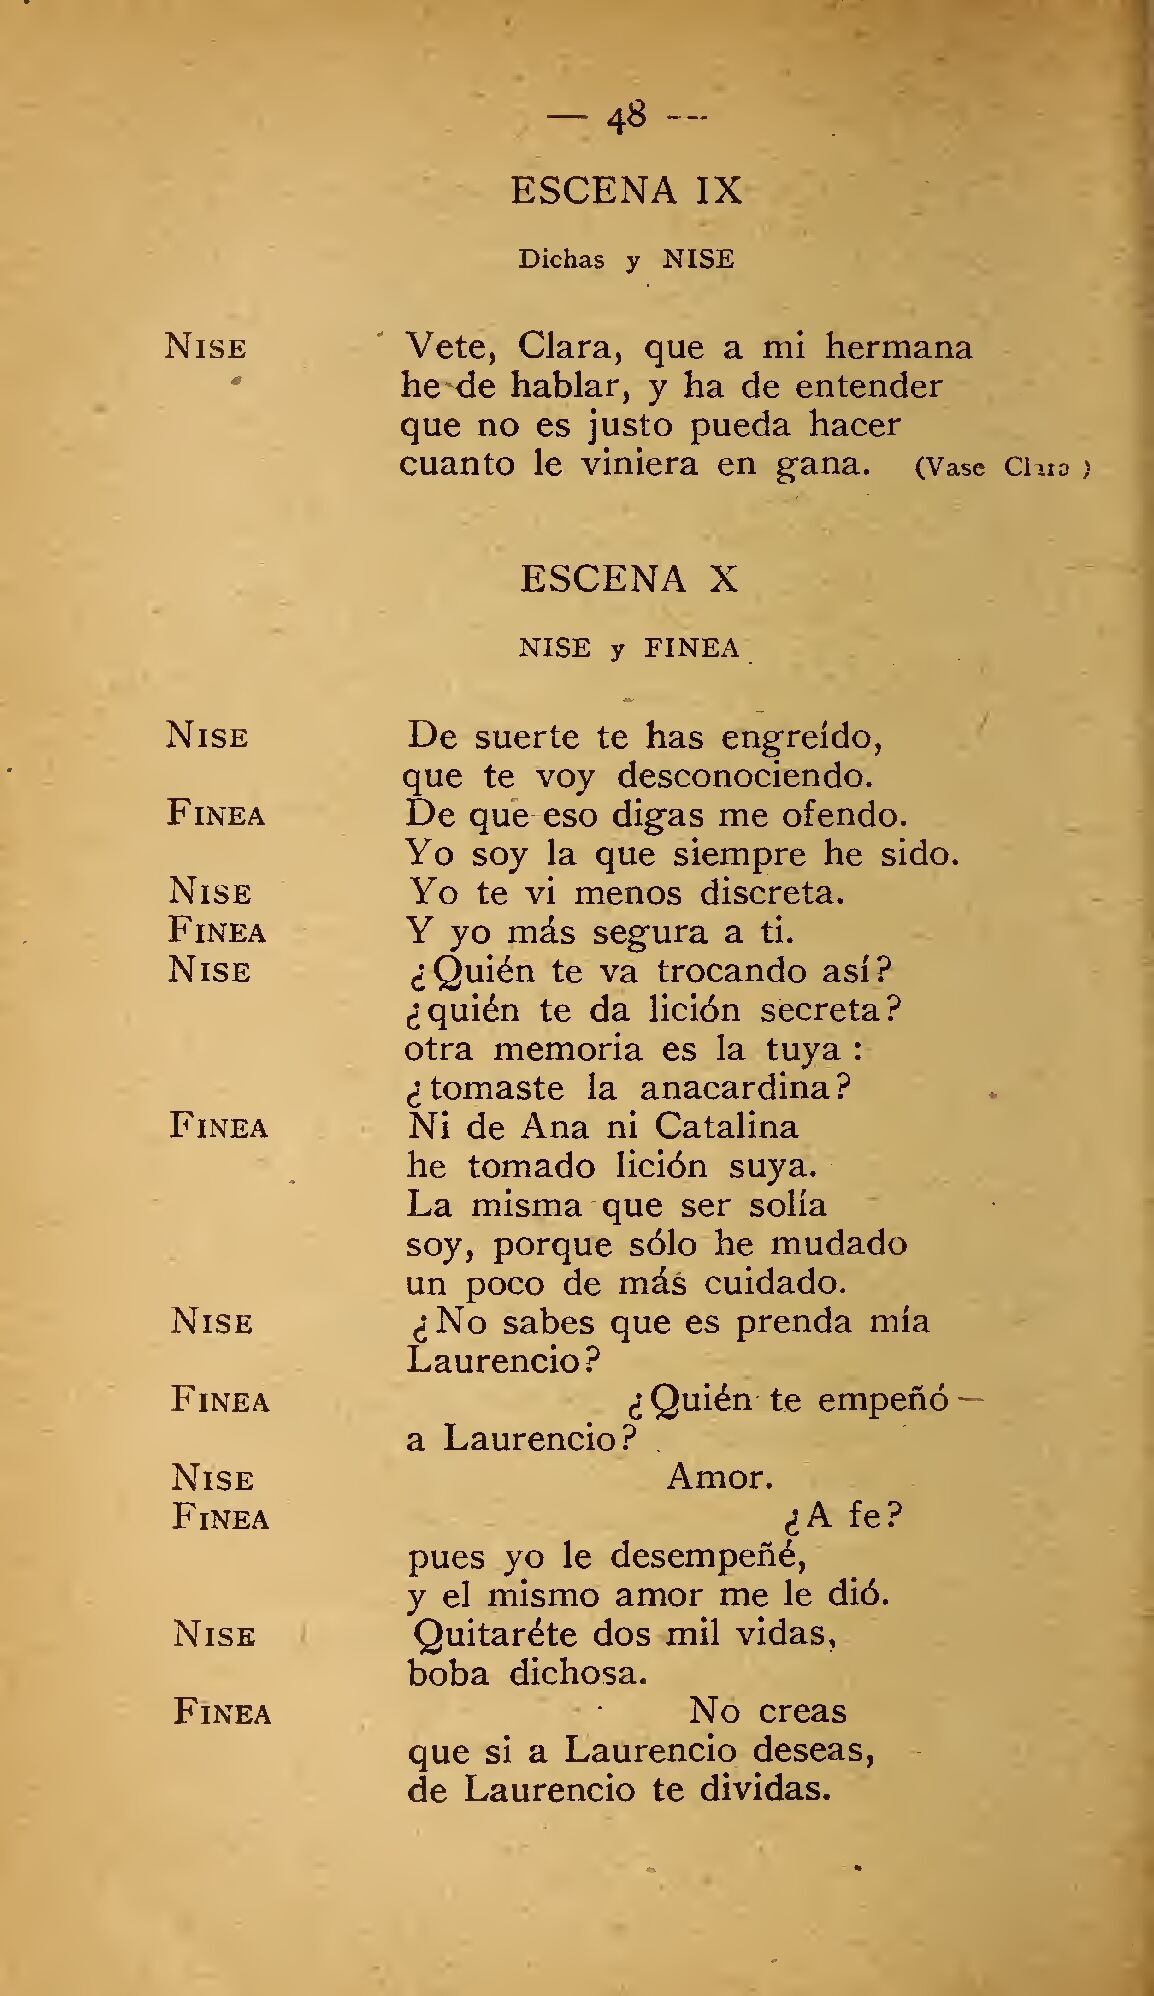 — 48 —
ESCENA IX
Dichas y NISE
NISE Vete, Clara, que a mi hermana
he de hablar, y ha de entender
que no es justo pueda hacer
cuanto le viniera en gana. (Vase Clara)
ESCENA X
NISE y FINEA
NISE De suerte te has engreído,
que te voy desconociendo.
FINEA De que eso digas me ofendo.
Yo soy la que siempre he sido.
NISE Yo te vi menos discreta.
FINEA Y yo más segura a ti.
NISE ¿Quién te va trocando así?
¿quién te da lición secreta?
otra memoria es la tuya :
¿tomaste la anacardina?
FINEA Ni de Ana ni Catalina
he tomado lición suya.
La misma que ser solía
soy, porque sólo he mudado
un poco de más cuidado.
NISE ¿No sabes que es prenda mía
Laurencio?
FINEA ¿Quién te empeñó
a Laurencio?
NISE Amor.
FINEA ¿A fe?
pues yo le desempeñé,
y el mismo amor me le dió.
NISE Quitaréte dos mil vidas,
boba dichosa.
FINEA No creas
que si a Laurencio deseas,
de Laurencio te dividas.